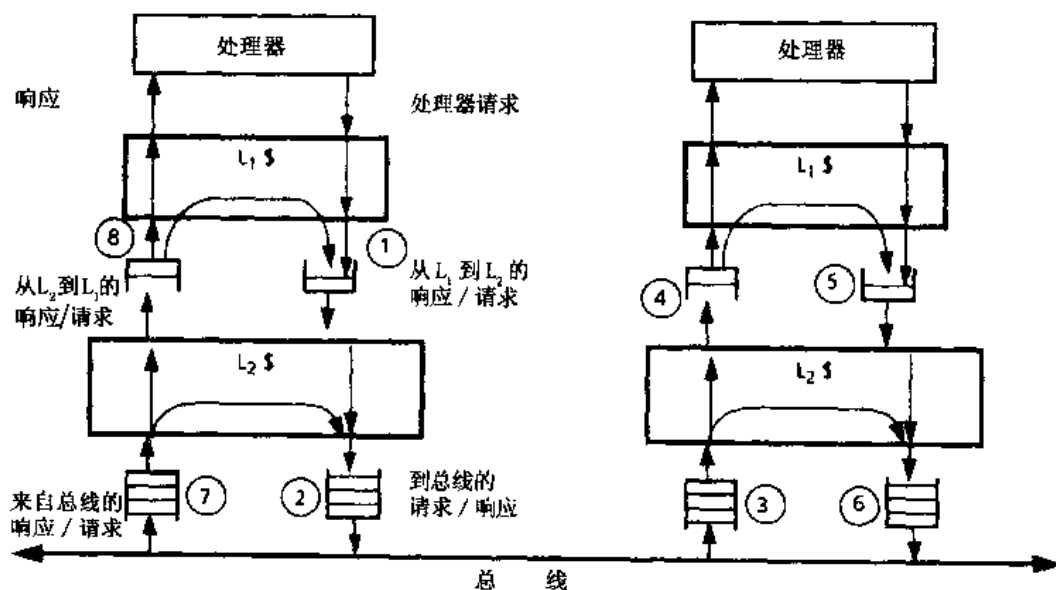 处理器
响应
处理器请求
L₁ $
8
1
从L₂到L₁的
响应/请求
从L₁到L₂的
响应/请求
L₂ $
来自总线的
响应/请求
7
2
到总线的
请求/响应
处理器
L₁ $
4
5
L₂ $
3
6
总 线